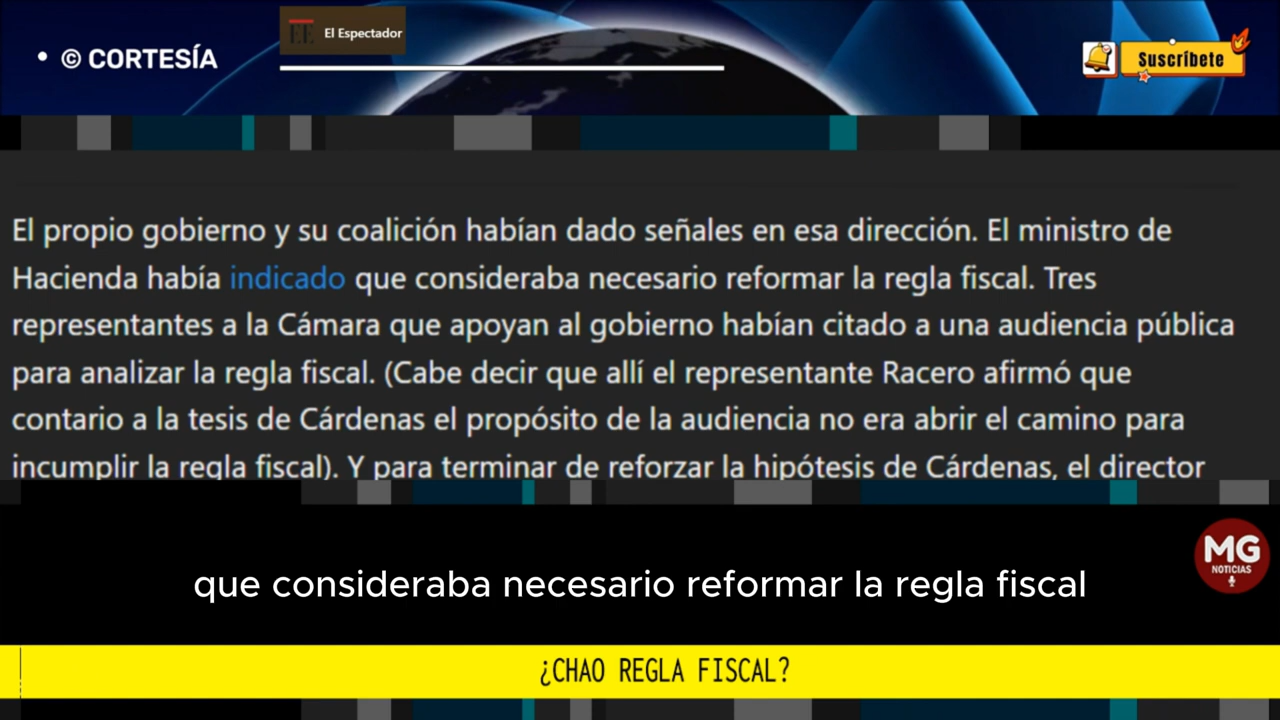 EE El Espectador
• © CORTESÍA
Suscríbete
El propio gobierno y su coalición habían dado señales en esa dirección. El ministro de
Hacienda había indicado que consideraba necesario reformar la regla fiscal. Tres
representantes a la Cámara que apoyan al gobierno habían citado a una audiencia pública
para analizar la regla fiscal. (Cabe decir que allí el representante Racero afirmó que
contario a la tesis de Cárdenas el propósito de la audiencia no era abrir el camino para
incumplir la regla fiscal). Y para terminar de reforzar la hipótesis de Cárdenas, el director
MG
NOTICIAS
que consideraba necesario reformar la regla fiscal
¿CHAO REGLA FISCAL?